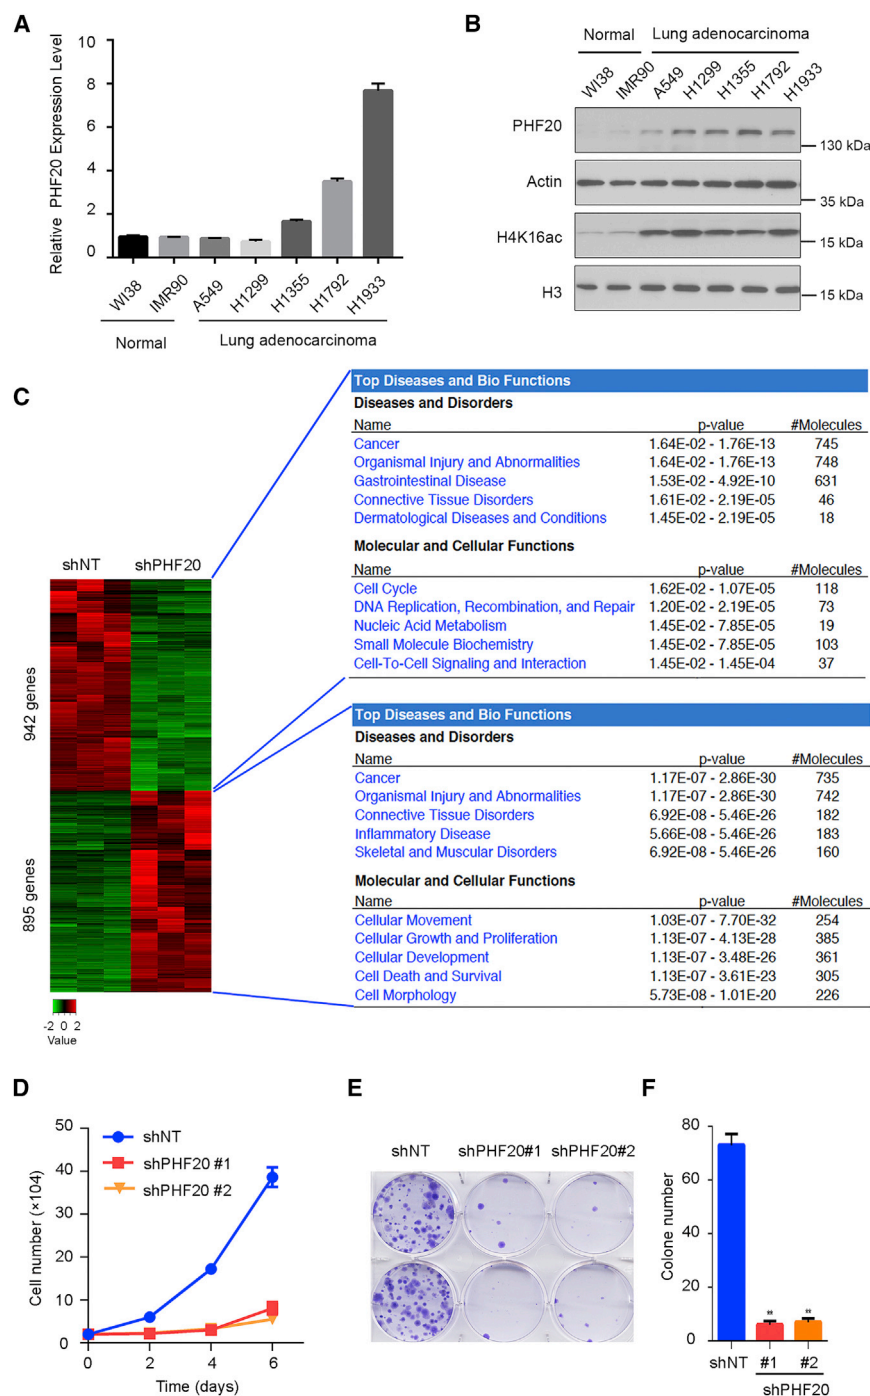 A
Relative PHF20 Expression Level
10
8
6
4
2
0
WI38
IMR90
A549
H1299
H1355
H1792
H1933
Normal
Lung adenocarcinoma
B
Normal
Lung adenocarcinoma
WI38
IMR90
A549
H1299
H1355
H1792
H1933
PHF20
130 kDa
Actin
35 kDa
H4K16ac
15 kDa
H3
15 kDa
C
shNT shPHF20
942 genes
895 genes
-2 0 2
Value
Top Diseases and Bio Functions
Diseases and Disorders
Name p-value #Molecules
Cancer 1.64E-02 - 1.76E-13 745
Organismal Injury and Abnormalities 1.64E-02 - 1.76E-13 748
Gastrointestinal Disease 1.53E-02 - 4.92E-10 631
Connective Tissue Disorders 1.61E-02 - 2.19E-05 46
Dermatological Diseases and Conditions 1.45E-02 - 2.19E-05 18
Molecular and Cellular Functions
Name p-value #Molecules
Cell Cycle 1.62E-02 - 1.07E-05 118
DNA Replication, Recombination, and Repair 1.20E-02 - 2.19E-05 73
Nucleic Acid Metabolism 1.45E-02 - 7.85E-05 19
Small Molecule Biochemistry 1.45E-02 - 7.85E-05 103
Cell-To-Cell Signaling and Interaction 1.45E-02 - 1.45E-04 37
Top Diseases and Bio Functions
Diseases and Disorders
Name p-value #Molecules
Cancer 1.17E-07 - 2.86E-30 735
Organismal Injury and Abnormalities 1.17E-07 - 2.86E-30 742
Connective Tissue Disorders 6.92E-08 - 5.46E-26 182
Inflammatory Disease 5.66E-08 - 5.46E-26 183
Skeletal and Muscular Disorders 6.92E-08 - 5.46E-26 160
Molecular and Cellular Functions
Name p-value #Molecules
Cellular Movement 1.03E-07 - 7.70E-32 254
Cellular Growth and Proliferation 1.13E-07 - 4.13E-28 385
Cellular Development 1.13E-07 - 3.48E-26 361
Cell Death and Survival 1.13E-07 - 3.61E-23 305
Cell Morphology 5.73E-08 - 1.01E-20 226
D
Cell number (×104)
50
40
30
20
10
0
shNT
shPHF20 #1
shPHF20 #2
0 2 4 6
Time (days)
E
shNT shPHF20#1 shPHF20#2
F
Colone number
80
60
40
20
0
** **
shNT #1 #2
shPHF20